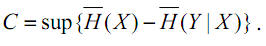 C = sup{H̅(X) − H̅(Y | X)}.